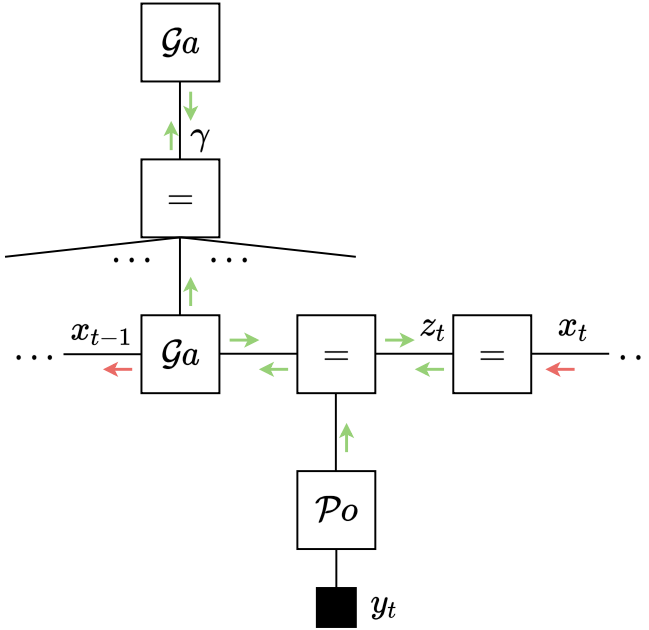 𝒢a
γ
=
⋯ ⋯
⋯ x_{t−1} 𝒢a = z_t = x_t ⋯
𝒫o
y_t